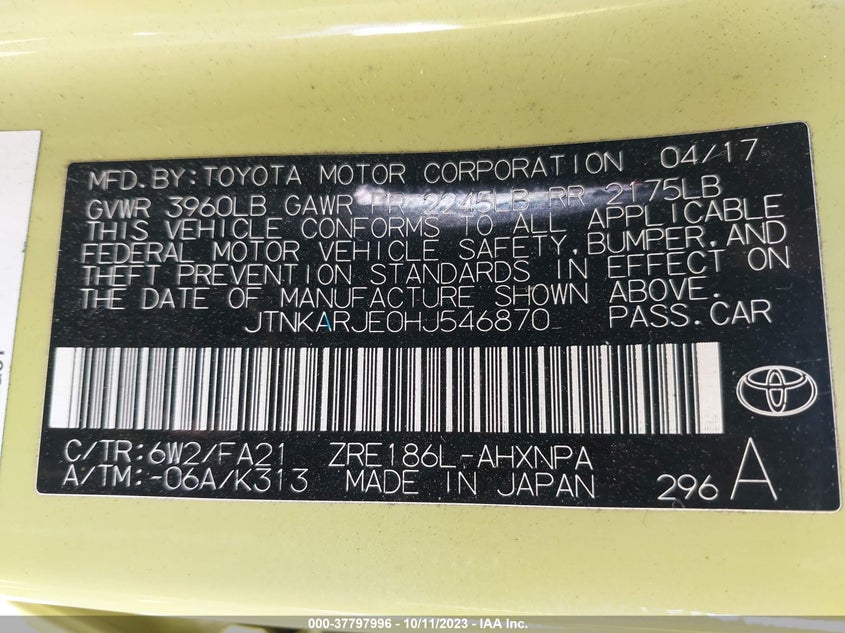 MFD.BY:TOYOTA MOTOR CORPORATION 04/17
GVWR 3960LB GAWR FR 2245LB RR 2175LB
THIS VEHICLE CONFORMS TO ALL APPLICABLE
FEDERAL MOTOR VEHICLE SAFETY,BUMPER,AND
THEFT PREVENTION STANDARDS IN EFFECT ON
THE DATE OF MANUFACTURE SHOWN ABOVE.
JTNKARJE0HJ546870 PASS.CAR
C/TR:6W2/FA21 ZRE186L-AHXNPA
A/TM:-06A/K313 MADE IN JAPAN 296 A
000-37797996 - 10/11/2023 - IAA Inc.